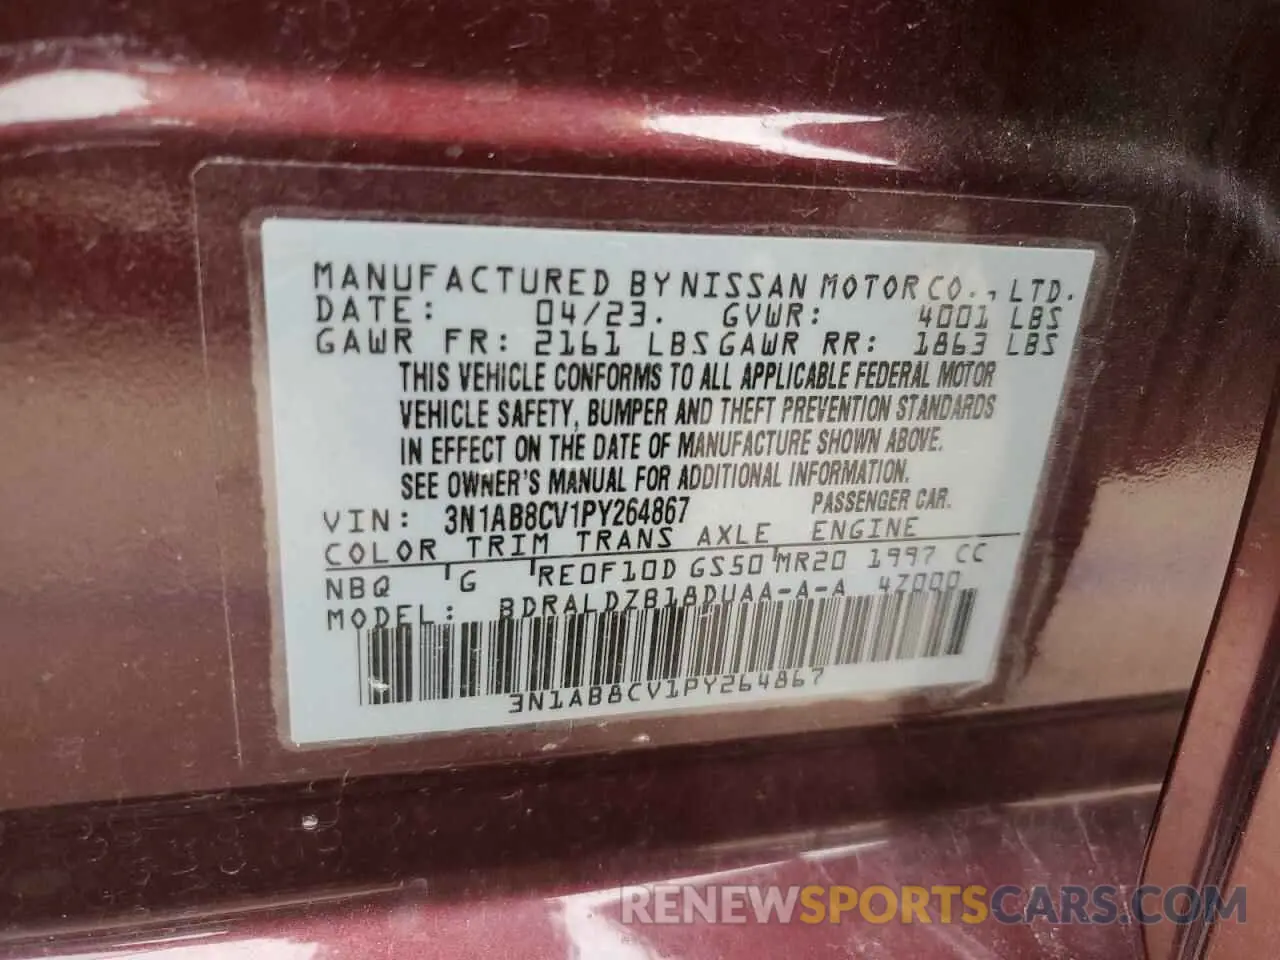 MANUFACTURED BY NISSAN MOTOR CO., LTD.
DATE: 04/23. GVWR: 4001 LBS
GAWR FR: 2161 LBS GAWR RR: 1863 LBS
THIS VEHICLE CONFORMS TO ALL APPLICABLE FEDERAL MOTOR
VEHICLE SAFETY, BUMPER AND THEFT PREVENTION STANDARDS
IN EFFECT ON THE DATE OF MANUFACTURE SHOWN ABOVE.
SEE OWNER'S MANUAL FOR ADDITIONAL INFORMATION.
VIN: 3N1AB8CV1PY264867 PASSENGER CAR.
COLOR TRIM TRANS AXLE ENGINE
NBQ G RE0F10D GS50 MR20 1997 CC
MODEL: BDRALDZB18DUAA-A-A 47000
3N1AB8CV1PY264867
RENEWSPORTSCARS.COM